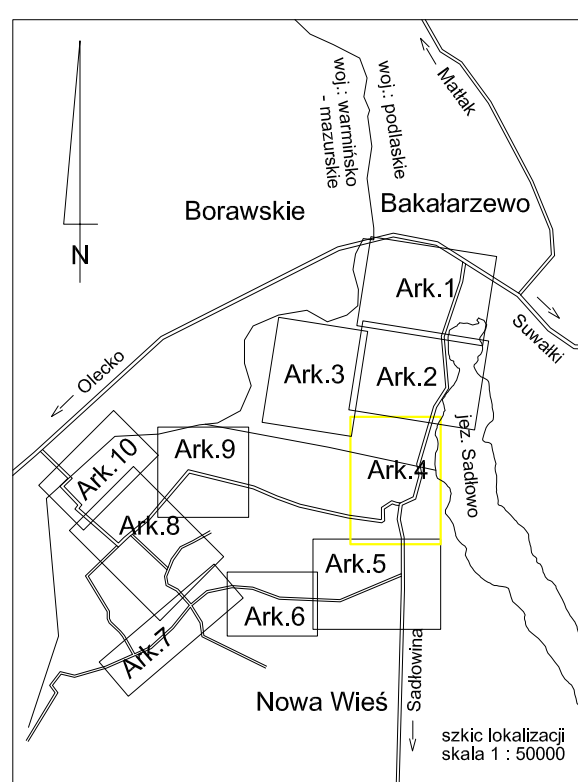 woj.: warmińsko
- mazurskie
woj.: podlaskie
← Matłak
Borawskie
Bakałarzewo
N
Ark.1
Suwałki →
← Olecko
Ark.3
Ark.2
jez. Sadłowo
Ark.10
Ark.9
Ark.4
Ark.8
Ark.5
Ark.6
Ark.7
Nowa Wieś
← Sadłowina
szkic lokalizacji
skala 1 : 50000